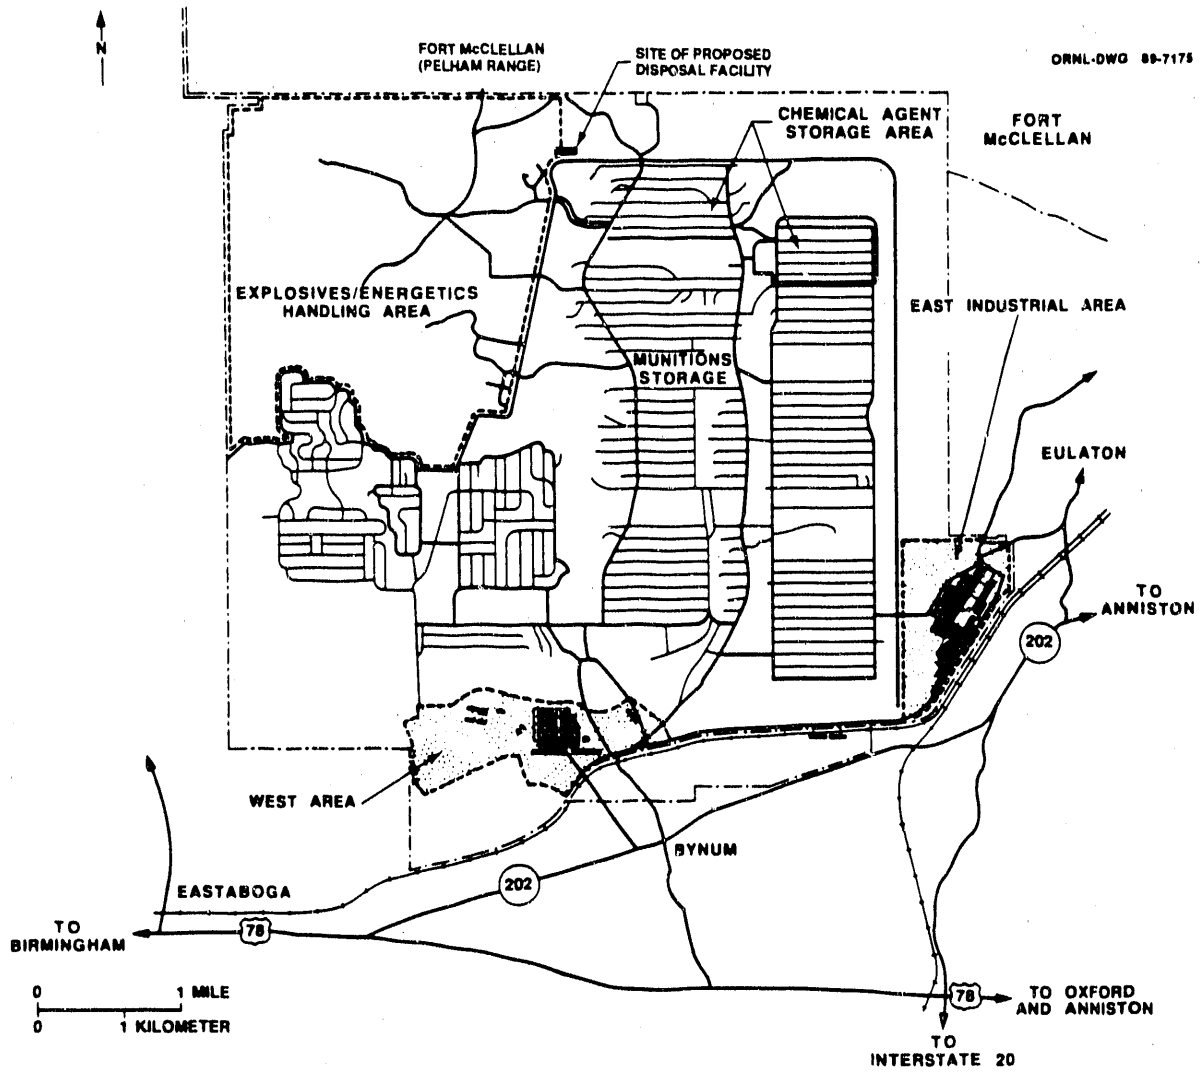 N
FORT McCLELLAN
(PELHAM RANGE)
SITE OF PROPOSED
DISPOSAL FACILITY
ORNL-DWG 89-7175
CHEMICAL AGENT
STORAGE AREA
FORT
McCLELLAN
EXPLOSIVES/ENERGETICS
HANDLING AREA
EAST INDUSTRIAL AREA
MUNITIONS
STORAGE
EULATON
TO
ANNISTON
202
WEST AREA
BYNUM
EASTABOGA
202
TO
BIRMINGHAM
78
0 1 MILE
0 1 KILOMETER
78
TO OXFORD
AND ANNISTON
TO
INTERSTATE 20